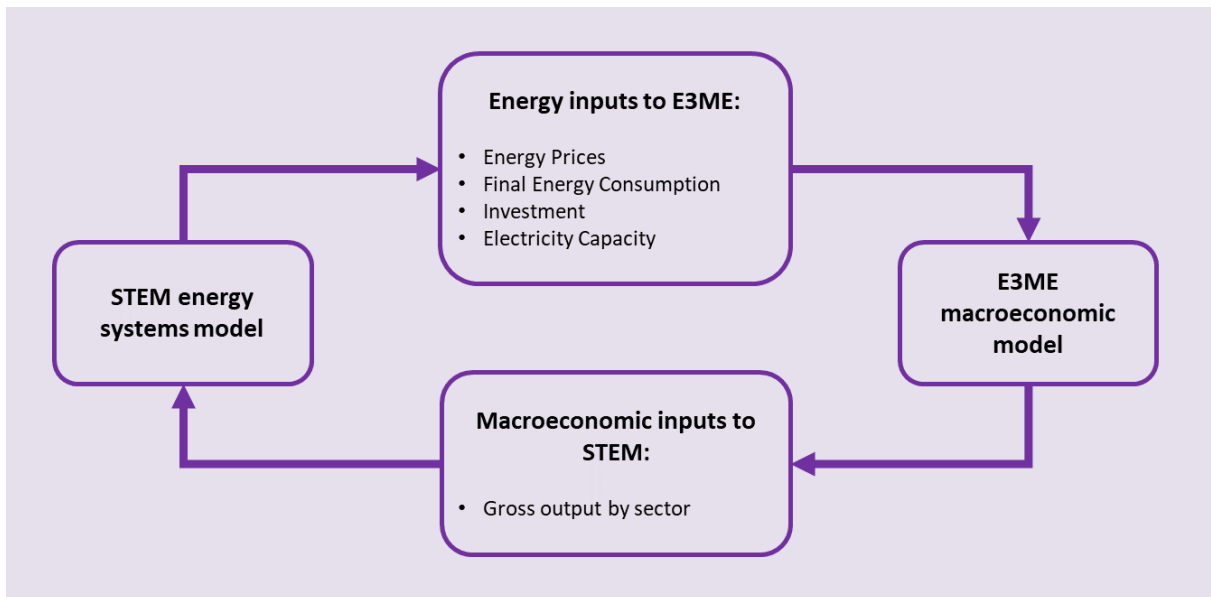 Energy inputs to E3ME:
• Energy Prices
• Final Energy Consumption
• Investment
• Electricity Capacity
STEM energy
systems model
E3ME
macroeconomic
model
Macroeconomic inputs to
STEM:
• Gross output by sector